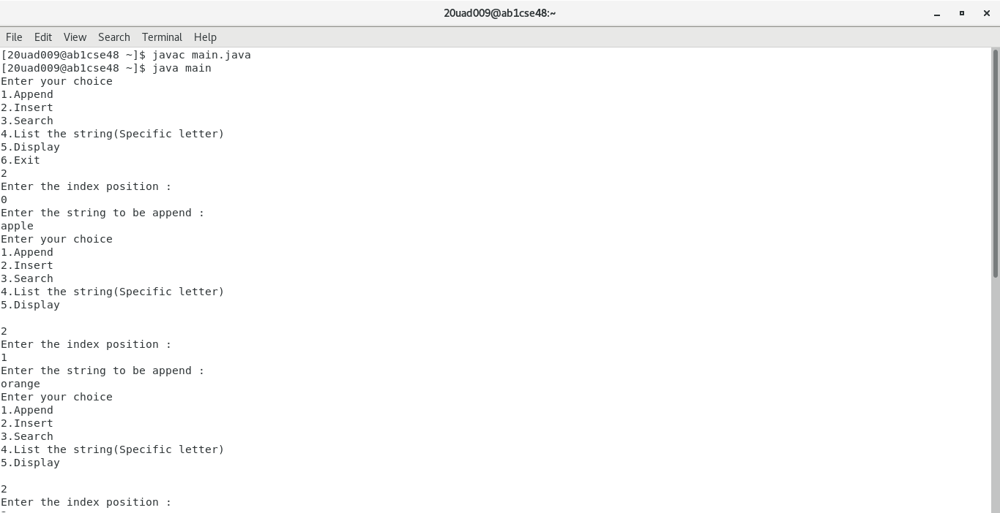 20uad009@ab1cse48:~
File Edit View Search Terminal Help
[20uad009@ab1cse48 ~]$ javac main.java
[20uad009@ab1cse48 ~]$ java main
Enter your choice
1.Append
2.Insert
3.Search
4.List the string(Specific letter)
5.Display
6.Exit
2
Enter the index position :
0
Enter the string to be append :
apple
Enter your choice
1.Append
2.Insert
3.Search
4.List the string(Specific letter)
5.Display
2
Enter the index position :
1
Enter the string to be append :
orange
Enter your choice
1.Append
2.Insert
3.Search
4.List the string(Specific letter)
5.Display
2
Enter the index position :